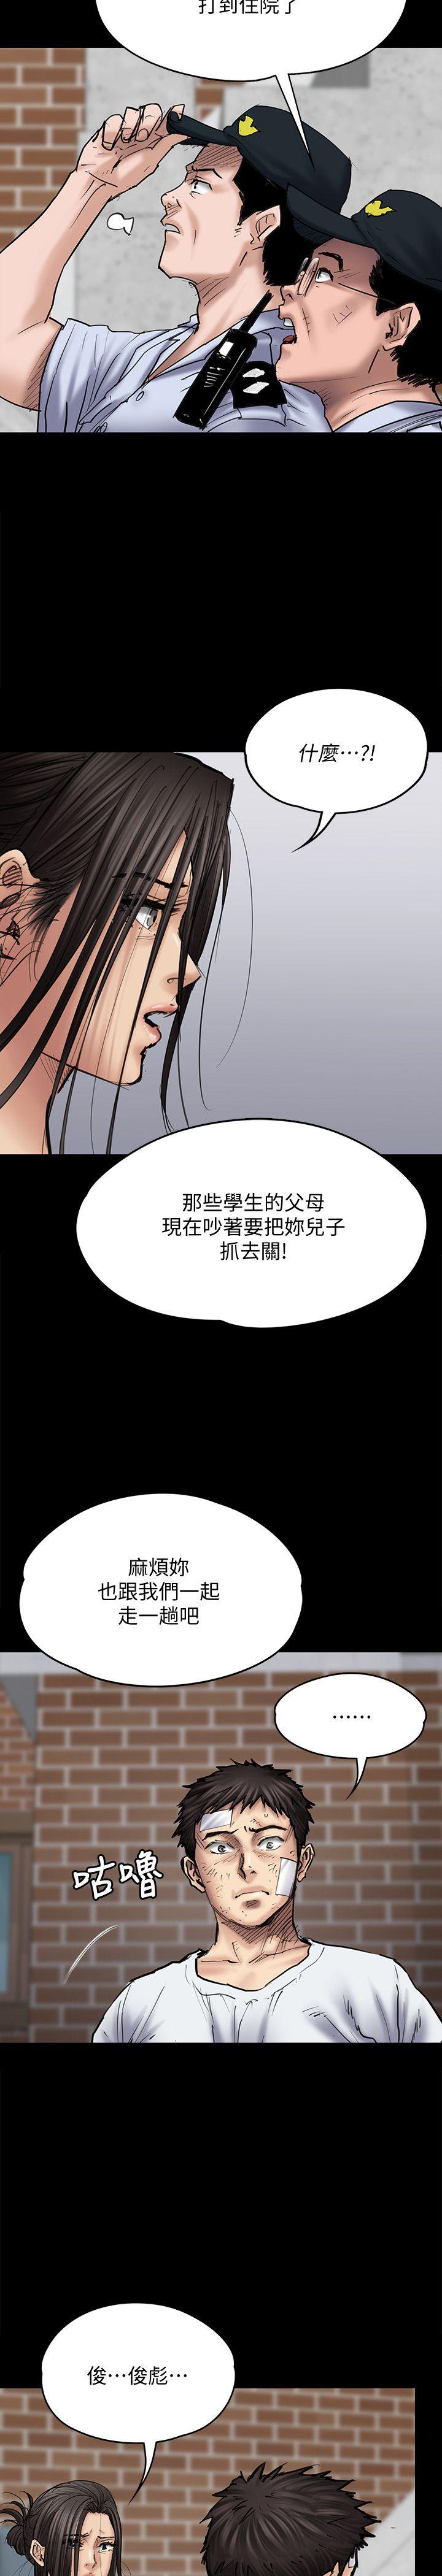 打到住院了
什麼…?!
那些學生的父母
現在吵著要把妳兒子
抓去關!
麻煩妳
也跟我們一起
走一趟吧
……
咕嚕
俊…俊彪…